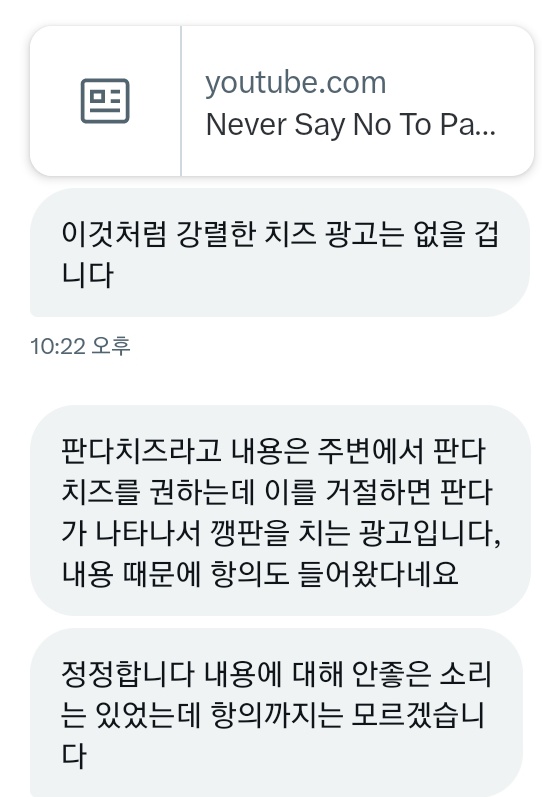 youtube.com
Never Say No To Pa...
이것처럼 강렬한 치즈 광고는 없을 겁
니다
10:22 오후
판다치즈라고 내용은 주변에서 판다
치즈를 권하는데 이를 거절하면 판다
가 나타나서 깽판을 치는 광고입니다,
내용 때문에 항의도 들어왔다네요
정정합니다 내용에 대해 안좋은 소리
는 있었는데 항의까지는 모르겠습니
다